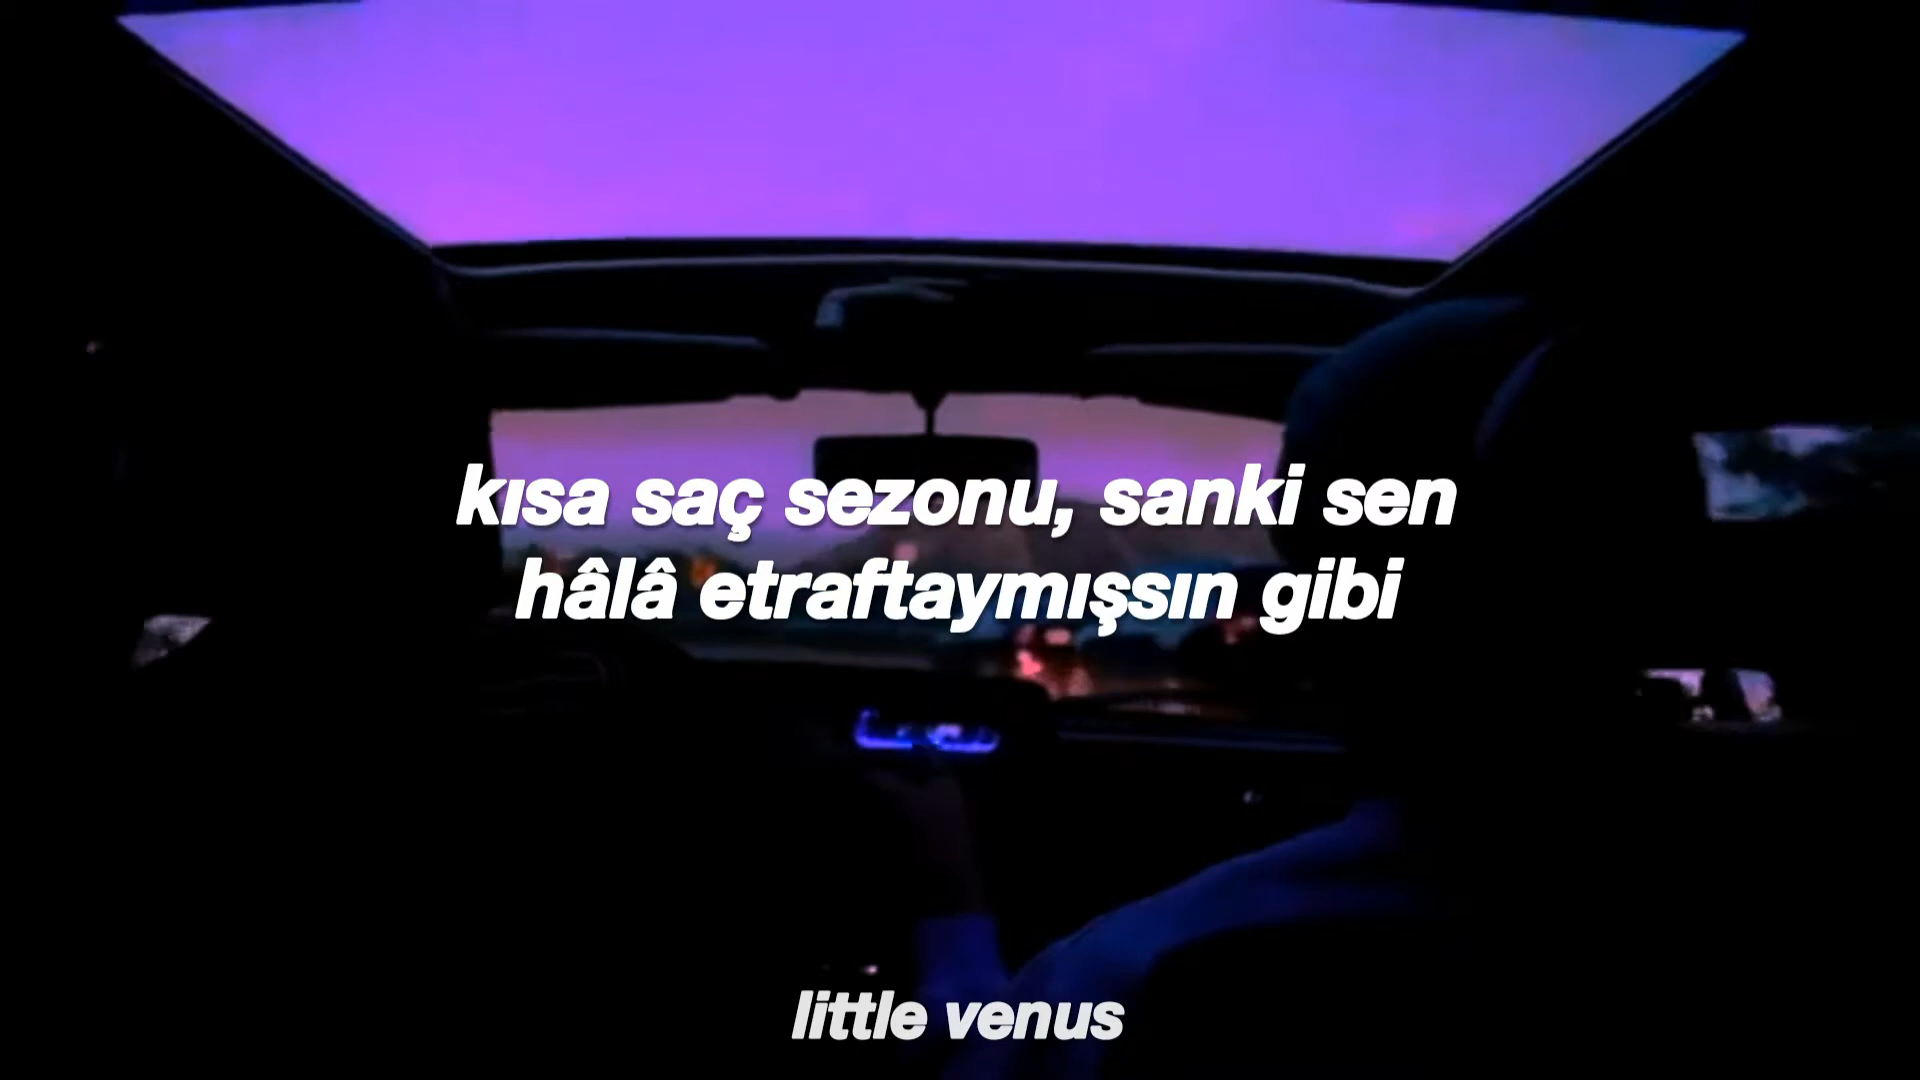 kısa saç sezonu, sanki sen
hâlâ etraftaymışsın gibi
little venus